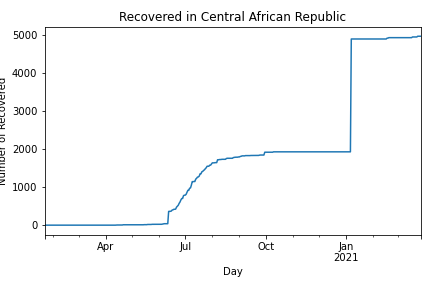 Recovered in Central African Republic
Number of Recovered
5000
4000
3000
2000
1000
0
Apr
Jul
Oct
Jan
2021
Day